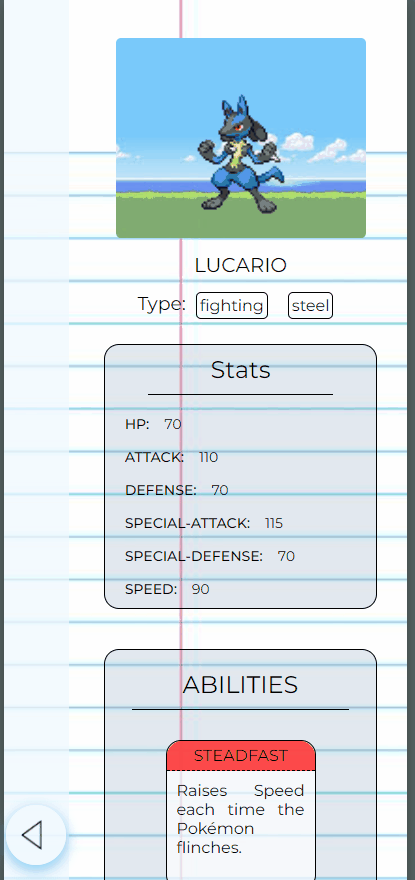 LUCARIO
Type: fighting steel
Stats
HP: 70
ATTACK: 110
DEFENSE: 70
SPECIAL-ATTACK: 115
SPECIAL-DEFENSE: 70
SPEED: 90
ABILITIES
STEADFAST
Raises Speed
each time the
Pokémon
flinches.